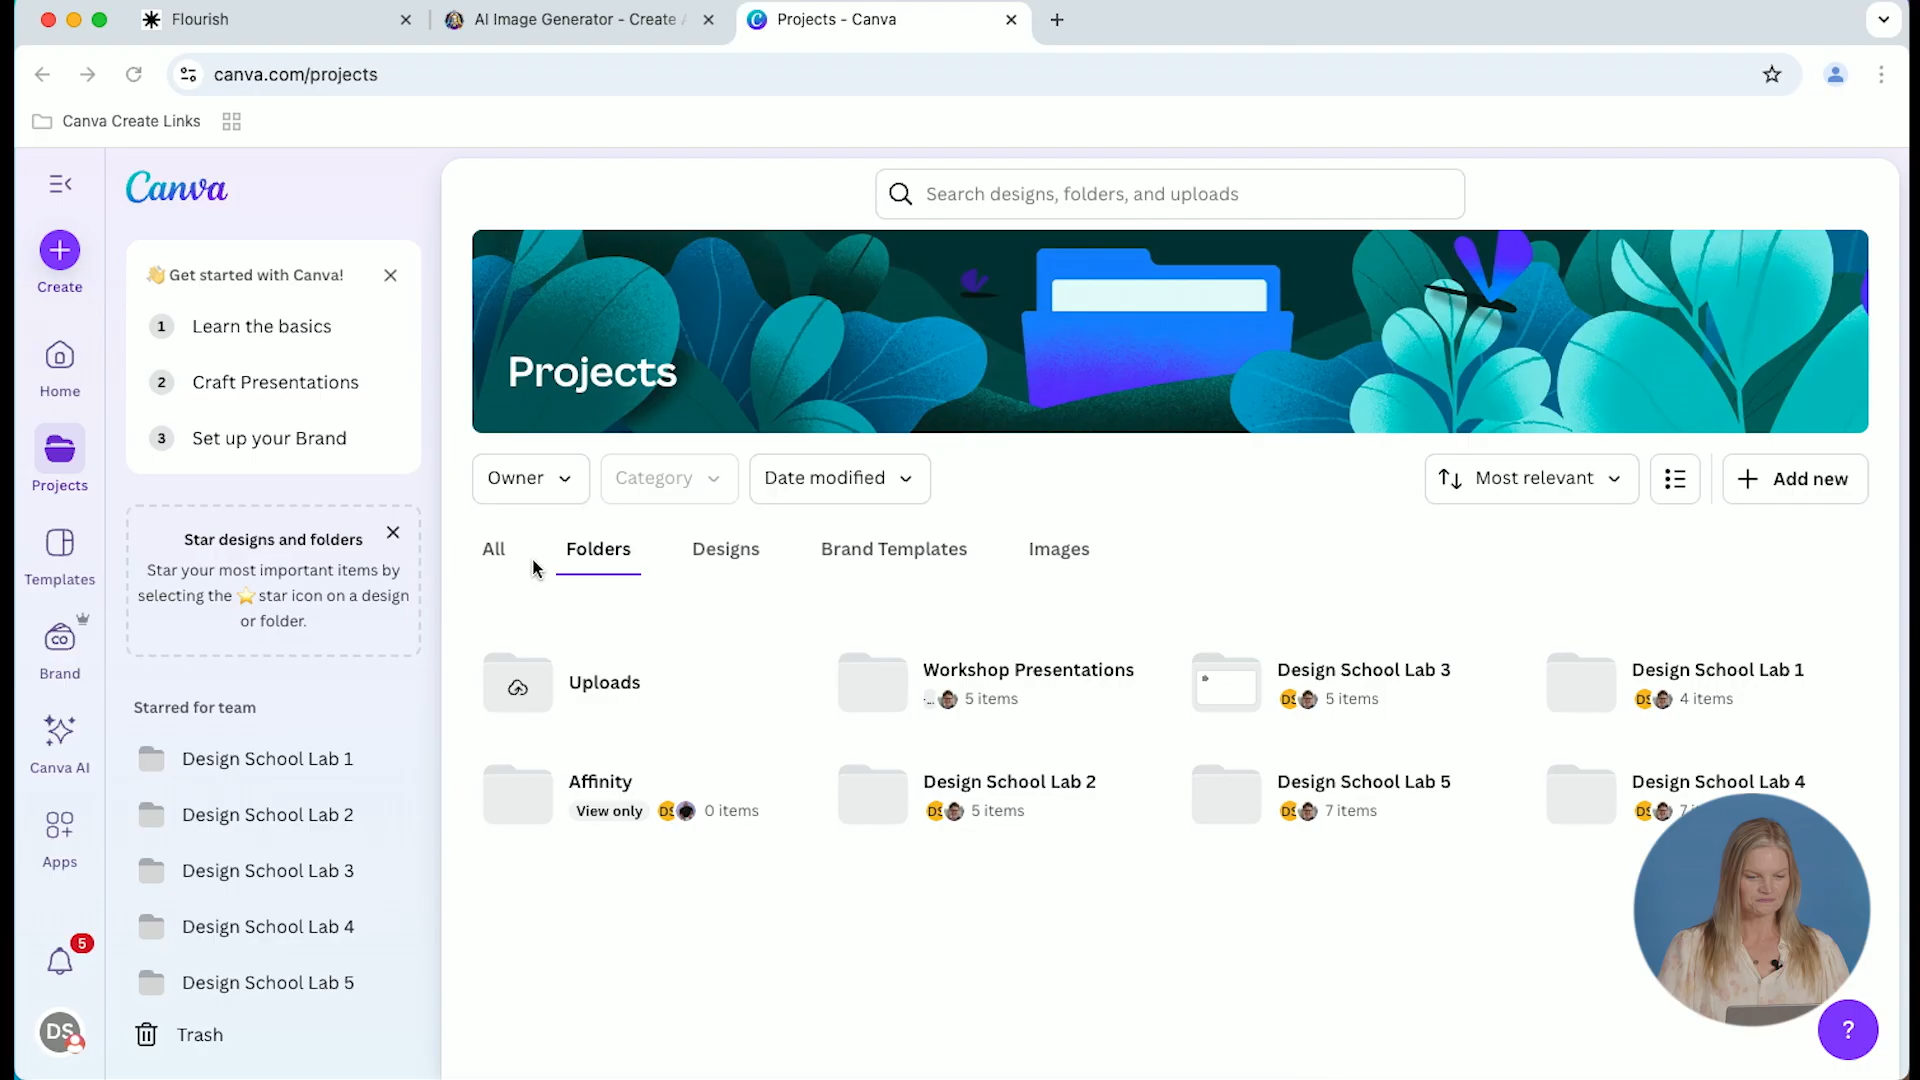 Flourish
AI Image Generator - Create
Projects - Canva
canva.com/projects
Canva Create Links
Canva
Create
Home
Projects
Templates
Brand
Canva AI
Apps
5
DS
👋 Get started with Canva!
1 Learn the basics
2 Craft Presentations
3 Set up your Brand
Star designs and folders
Star your most important items by
selecting the ⭐ star icon on a design
or folder.
Starred for team
Design School Lab 1
Design School Lab 2
Design School Lab 3
Design School Lab 4
Design School Lab 5
Trash
Search designs, folders, and uploads
Projects
Owner Category Date modified Most relevant Add new
All Folders Designs Brand Templates Images
Uploads
Workshop Presentations
5 items
Design School Lab 3
DS 5 items
Design School Lab 1
DS 4 items
Affinity
View only DS 0 items
Design School Lab 2
DS 5 items
Design School Lab 5
DS 7 items
Design School Lab 4
DS 7
?